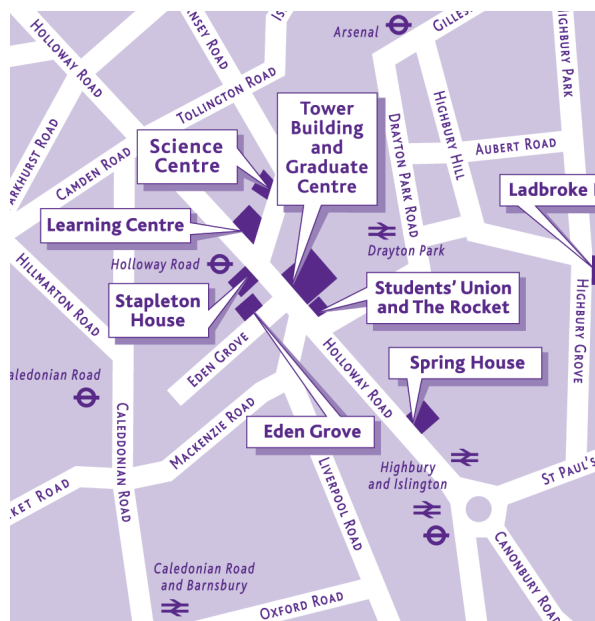 HOLLOWAY ROAD
Arsenal
TOLLINGTON ROAD
HIGHBURY PARK
HIGHBURY HILL
DRAYTON PARK ROAD
AUBERT ROAD
CAMDEN ROAD
Science
Centre
Tower
Building
and
Graduate
Centre
Learning Centre
Drayton Park
Holloway Road
HILLMARTON ROAD
Stapleton
House
Students' Union
and The Rocket
HIGHBURY GROVE
EDEN GROVE
HOLLOWAY ROAD
Spring House
CALEDONIAN ROAD
MACKENZIE ROAD
Eden Grove
LIVERPOOL ROAD
Highbury
and Islington
ST PAUL'S
CANONBURY ROAD
Caledonian Road
and Barnsbury
OXFORD ROAD